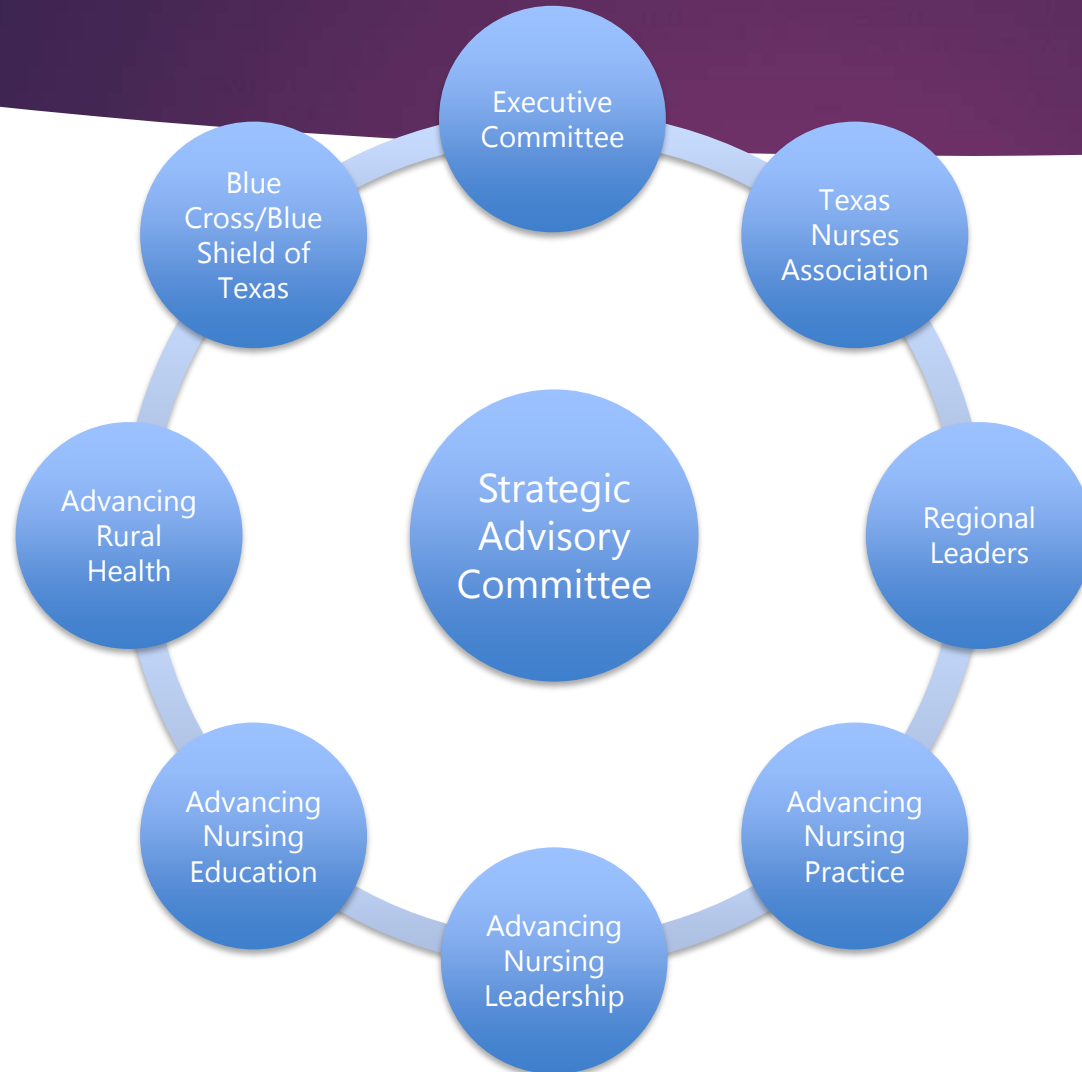 Executive
Committee
Texas
Nurses
Association
Regional
Leaders
Advancing
Nursing
Practice
Advancing
Nursing
Leadership
Advancing
Nursing
Education
Advancing
Rural
Health
Blue
Cross/Blue
Shield of
Texas
Strategic
Advisory
Committee